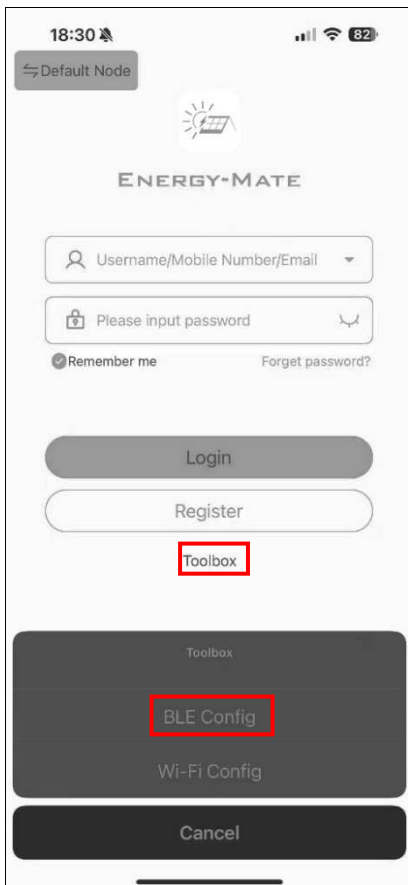 18:30
82
Default Node
ENERGY-MATE
Username/Mobile Number/Email
Please input password
Remember me Forget password?
Login
Register
Toolbox
Toolbox
BLE Config
Wi-Fi Config
Cancel